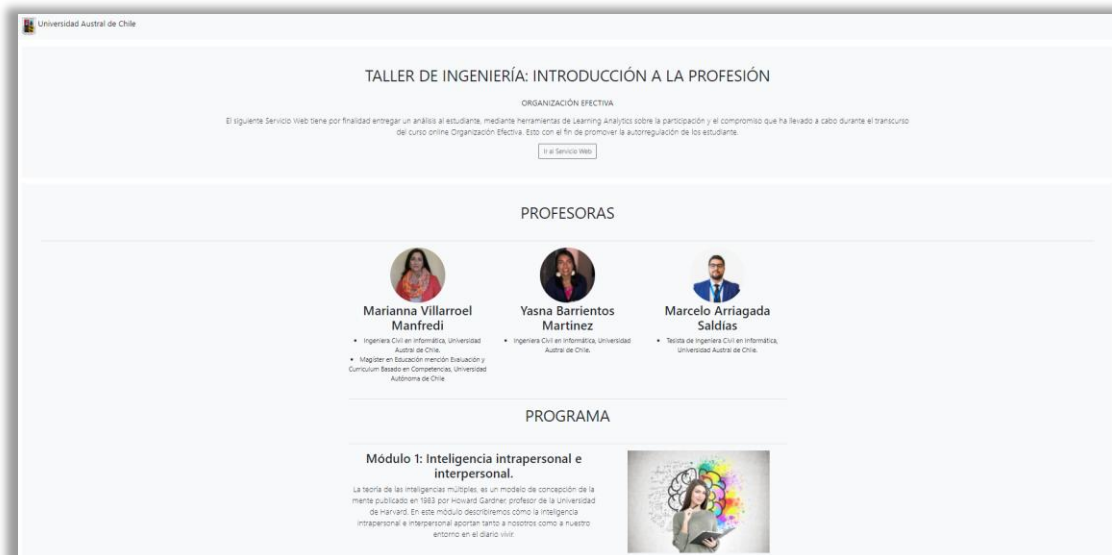 Universidad Austral de Chile
TALLER DE INGENIERÍA: INTRODUCCIÓN A LA PROFESIÓN
ORGANIZACIÓN EFECTIVA
El siguiente Servicio Web tiene por finalidad entregar un análisis al estudiante, mediante herramientas de Learning Analytics sobre la participación y el compromiso que ha llevado a cabo durante el transcurso
del curso online Organización Efectiva. Esto con el fin de promover la autorregulación de los estudiante.
Ir al Servicio Web
PROFESORAS
Marianna Villarroel
Manfredi
• Ingeniera Civil en Informática, Universidad
Austral de Chile.
• Magíster en Educación mención Evaluación y
Curriculum Basado en Competencias, Universidad
Autónoma de Chile
Yasna Barrientos
Martinez
• Ingeniera Civil en Informática, Universidad
Austral de Chile.
Marcelo Arriagada
Saldías
• Tesista de Ingeniera Civil en Informática,
Universidad Austral de Chile.
PROGRAMA
Módulo 1: Inteligencia intrapersonal e
interpersonal.
La teoría de las inteligencias múltiples, es un modelo de concepción de la
mente publicado en 1983 por Howard Gardner, profesor de la Universidad
de Harvard. En este módulo describiremos cómo la inteligencia
intrapersonal e interpersonal aportan tanto a nosotros como a nuestro
entorno en el diario vivir.